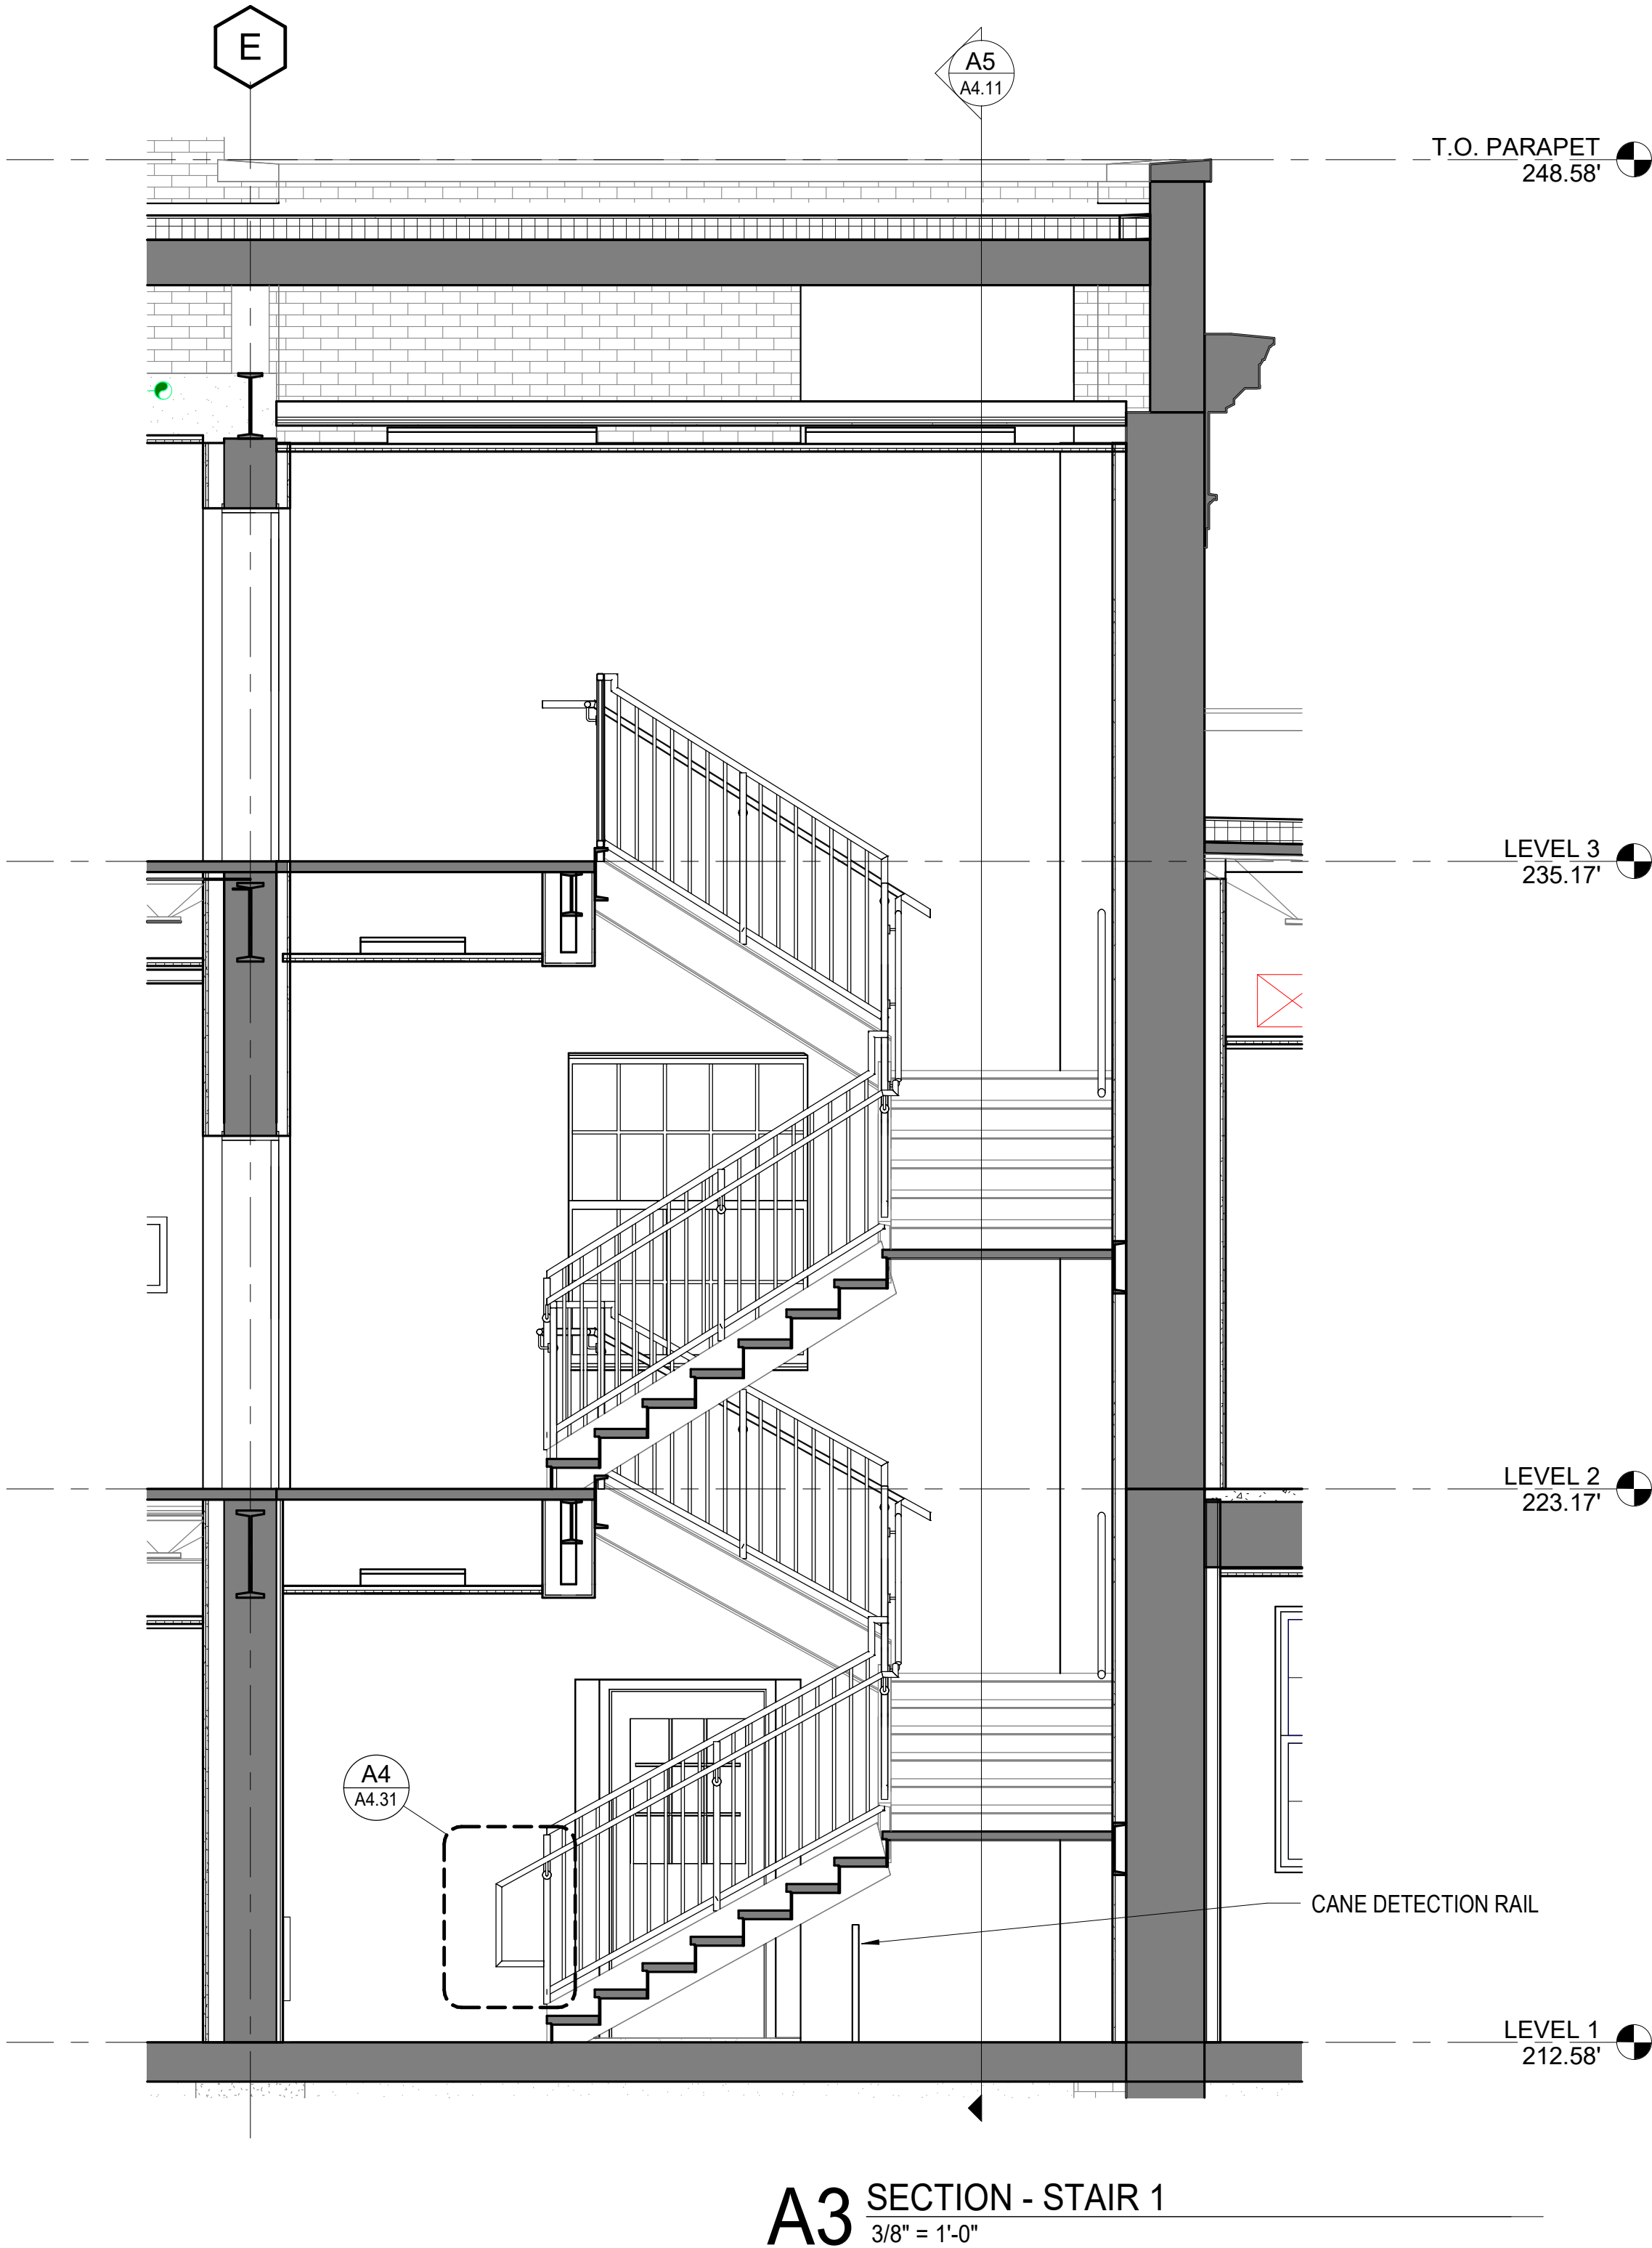 E
A5
A4.11
T.O. PARAPET
248.58'
LEVEL 3
235.17'
LEVEL 2
223.17'
A4
A4.31
CANE DETECTION RAIL
LEVEL 1
212.58'
A3 SECTION - STAIR 1
3/8" = 1'-0"